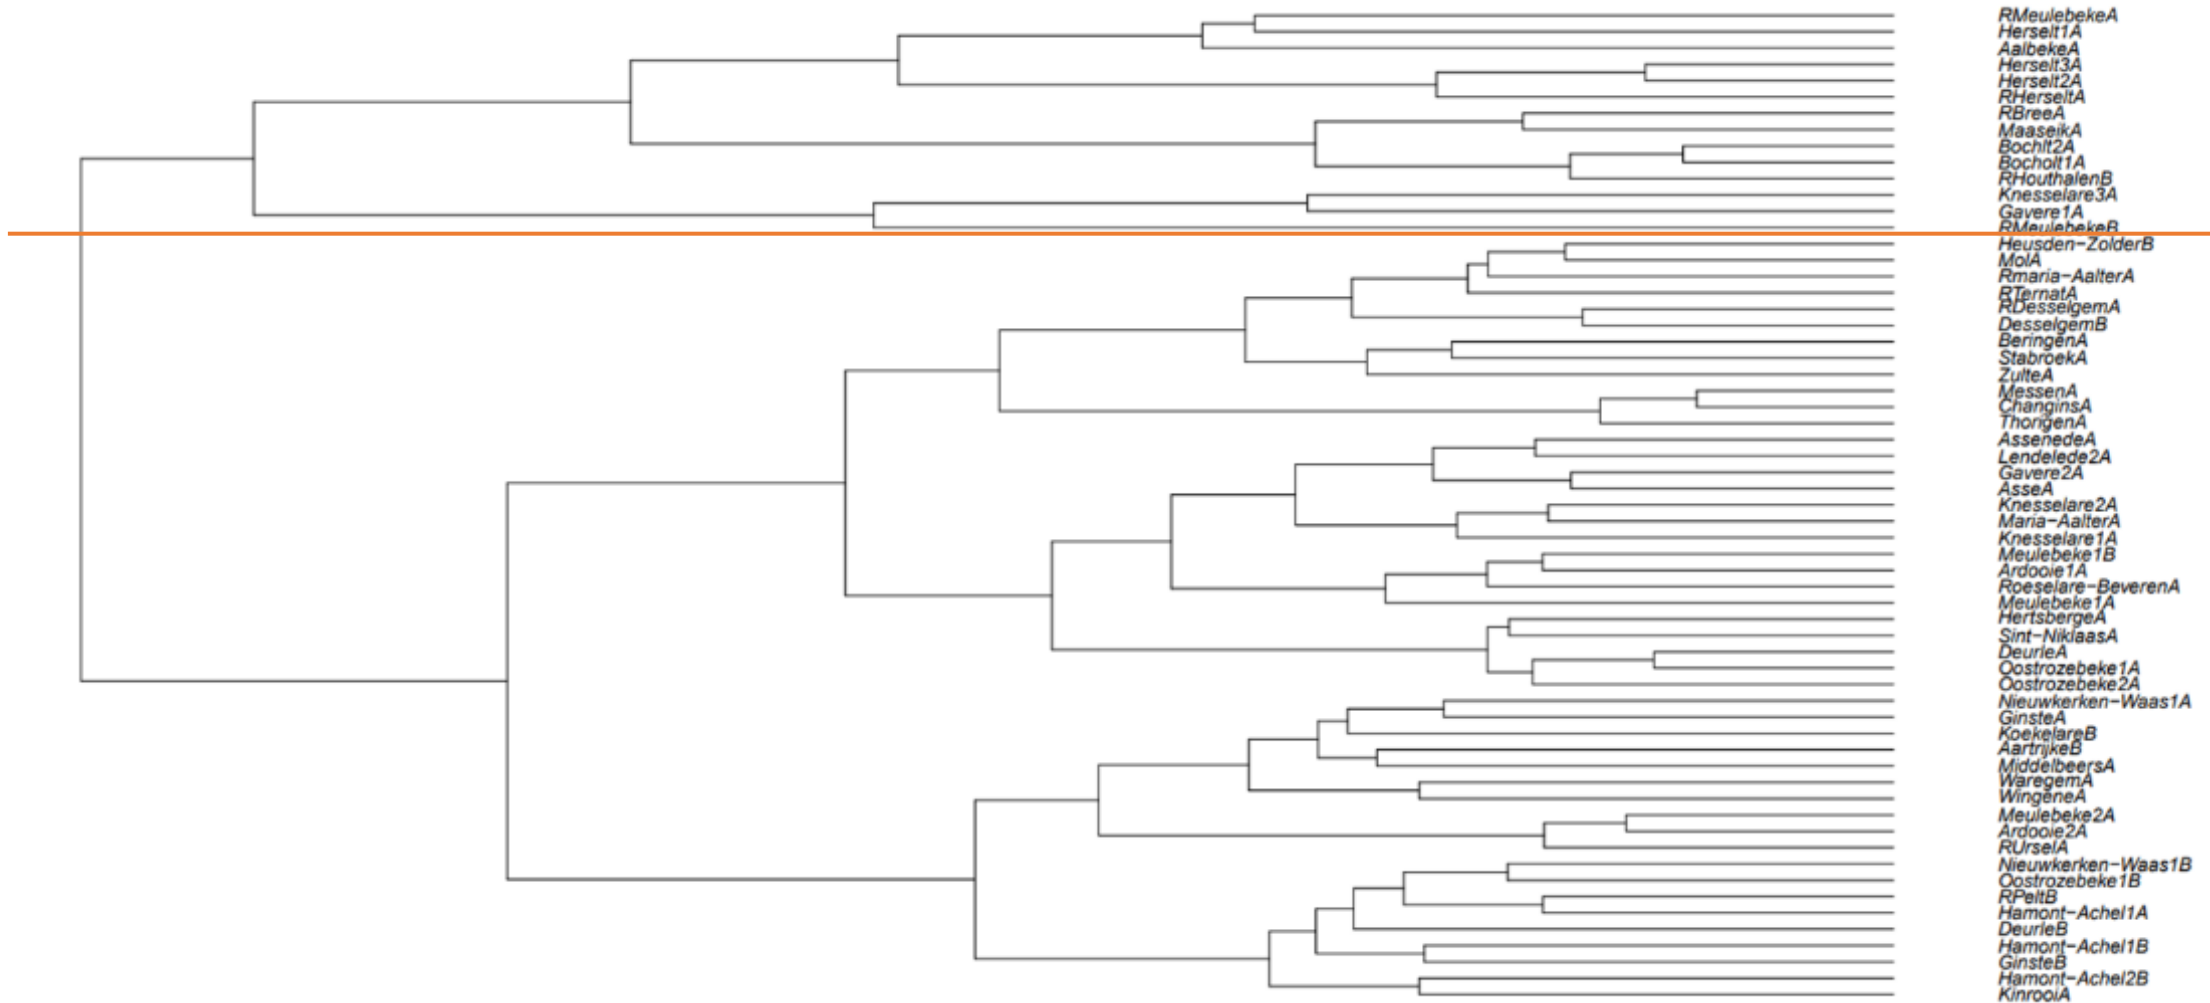 RMeulebekeA
Herselt1A
AalbekeA
Herselt3A
Herselt2A
RHerseltA
RBreeA
MaaseikA
Bochlt2A
Bocholt1A
RHouthalenB
Knesselare3A
Gavere1A
RMeulebekeB
Heusden−ZolderB
MolA
Rmaria−AalterA
RTernatA
RDesselgemA
DesselgemB
BeringenA
StabroekA
ZulteA
MessenA
ChanginsA
ThorigenA
AssenedeA
Lendelede2A
Gavere2A
AsseA
Knesselare2A
Maria−AalterA
Knesselare1A
Meulebeke1B
Ardooie1A
Roeselare−BeverenA
Meulebeke1A
HertsbergeA
Sint−NiklaasA
DeurleA
Oostrozebeke1A
Oostrozebeke2A
Nieuwkerken−Waas1A
GinsteA
KoekelareB
AartrijkeB
MiddelbeersA
WaregemA
WingeneA
Meulebeke2A
Ardooie2A
RUrselA
Nieuwkerken−Waas1B
Oostrozebeke1B
RPeltB
Hamont−Achel1A
DeurleB
Hamont−Achel1B
GinsteB
Hamont−Achel2B
KinrooiA